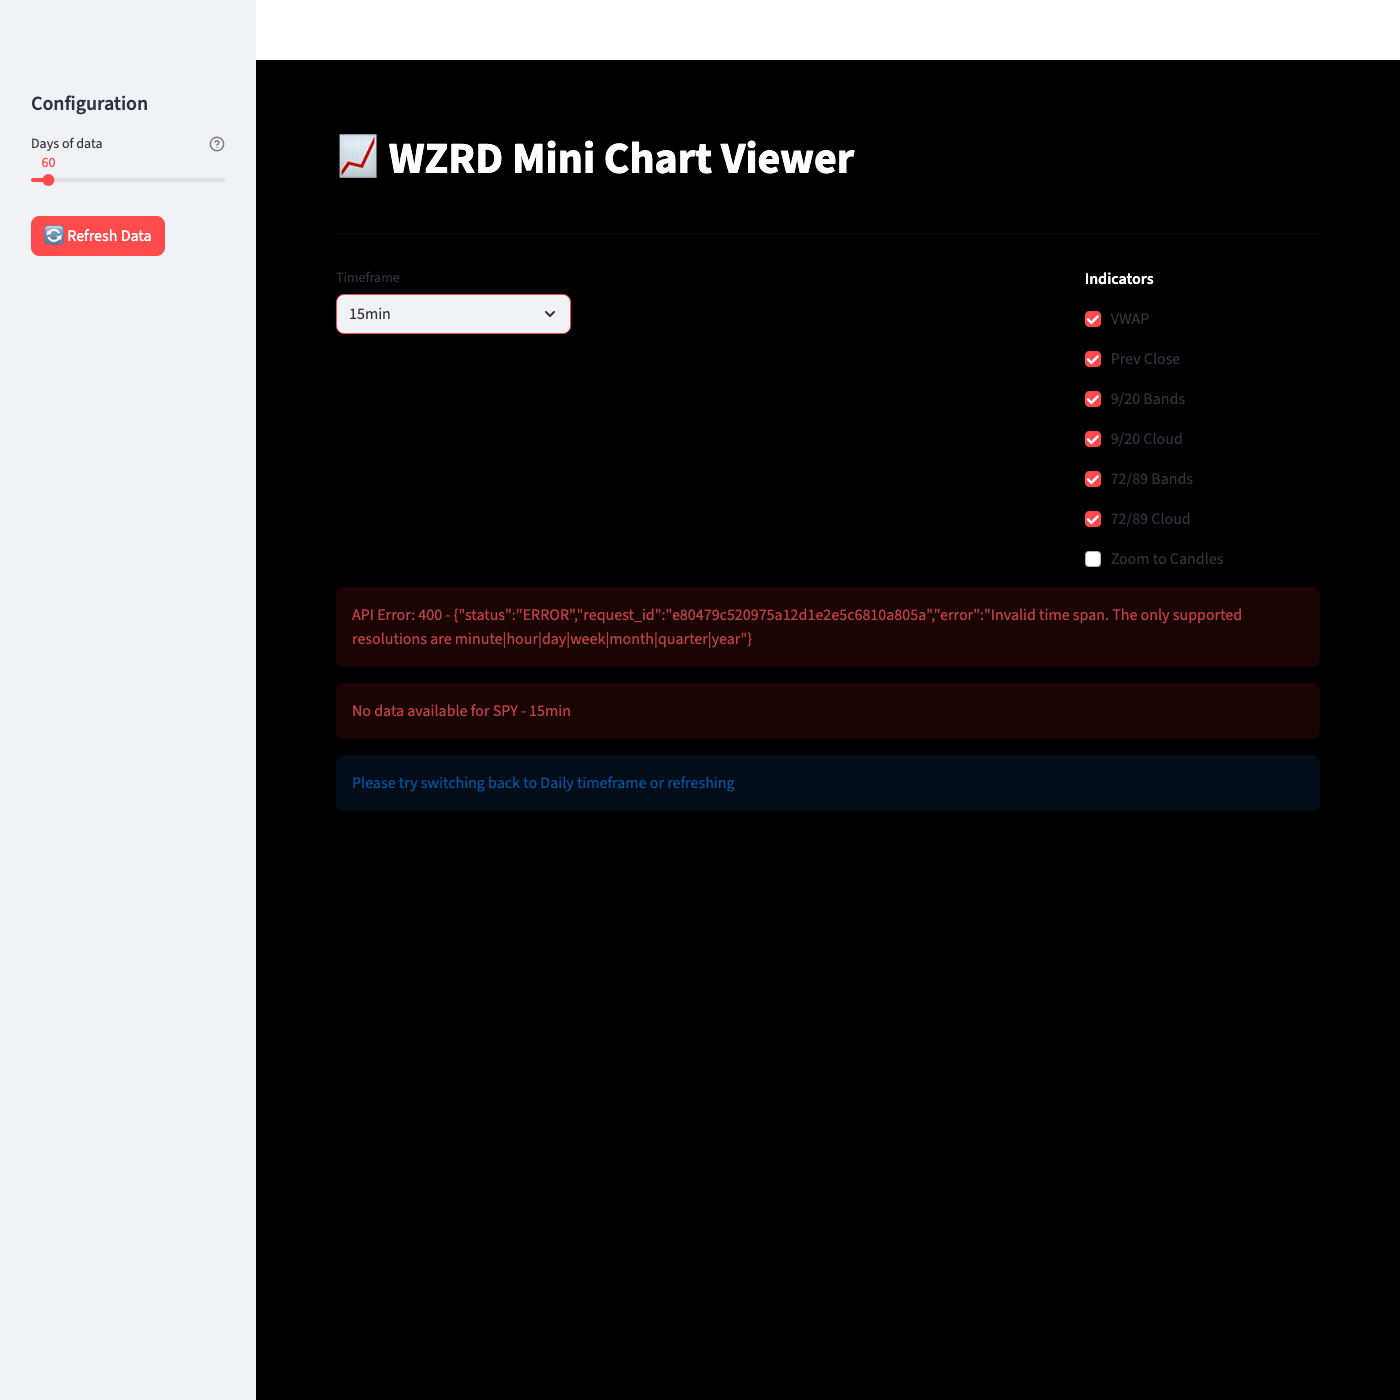 Configuration
Days of data
60
Refresh Data
WZRD Mini Chart Viewer
Timeframe
15min
Indicators
VWAP
Prev Close
9/20 Bands
9/20 Cloud
72/89 Bands
72/89 Cloud
Zoom to Candles
API Error: 400 - {"status":"ERROR","request_id":"e80479c520975a12d1e2e5c6810a805a","error":"Invalid time span. The only supported
resolutions are minute|hour|day|week|month|quarter|year"}
No data available for SPY - 15min
Please try switching back to Daily timeframe or refreshing